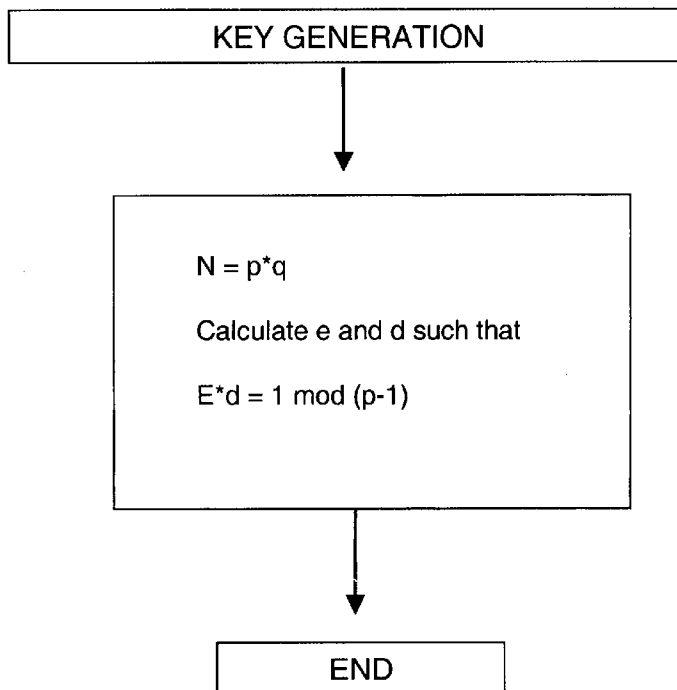 KEY GENERATION
N = p*q
Calculate e and d such that
E*d = 1 mod (p-1)
END